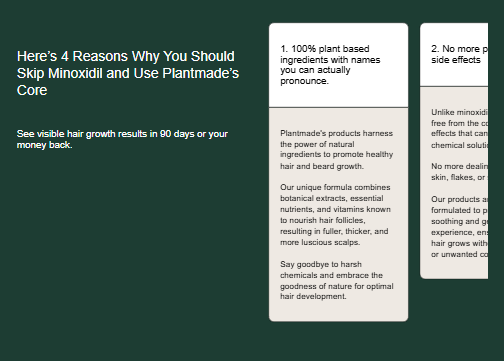 Here's 4 Reasons Why You Should
Skip Minoxidil and Use Plantmade's
Core
See visible hair growth results in 90 days or your
money back.
1. 100% plant based
ingredients with names
you can actually
pronounce.
Plantmade's products harness
the power of natural
ingredients to promote healthy
hair and beard growth.
Our unique formula combines
botanical extracts, essential
nutrients, and vitamins known
to nourish hair follicles,
resulting in fuller, thicker, and
more luscious scalps.
Say goodbye to harsh
chemicals and embrace the
goodness of nature for optimal
hair development.
2. No more
side effects
Unlike
free from the
effects that
chemical
No more
skin, flakes, or
Our products
formulated to
soothing and
experience,
hair grows
or unwanted